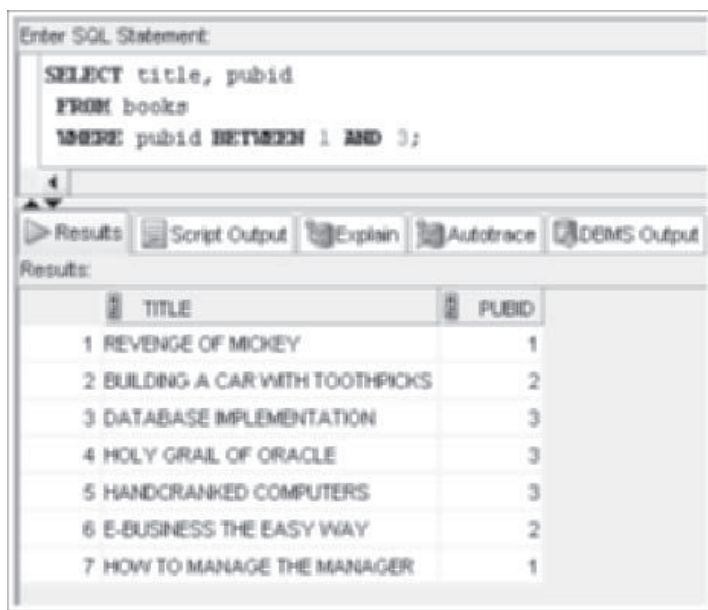 Enter SQL Statement:
SELECT title, pubid
FROM books
WHERE pubid BETWEEN 1 AND 3;
Results Script Output Explain Autotrace DBMS Output
Results:
TITLE PUBID
1 REVENGE OF MICKEY 1
2 BUILDING A CAR WITH TOOTHPICKS 2
3 DATABASE IMPLEMENTATION 3
4 HOLY GRAIL OF ORACLE 3
5 HANDCRANKED COMPUTERS 3
6 E-BUSINESS THE EASY WAY 2
7 HOW TO MANAGE THE MANAGER 1